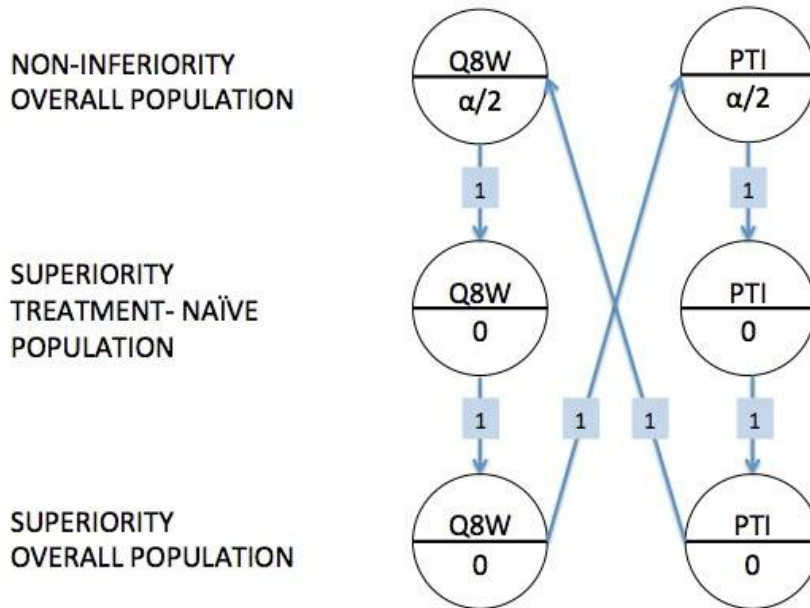 NON-INFERIORITY
OVERALL POPULATION
Q8W
α/2
PTI
α/2
1
1
SUPERIORITY
TREATMENT- NAÏVE
POPULATION
Q8W
0
PTI
0
1
1
1
1
SUPERIORITY
OVERALL POPULATION
Q8W
0
PTI
0